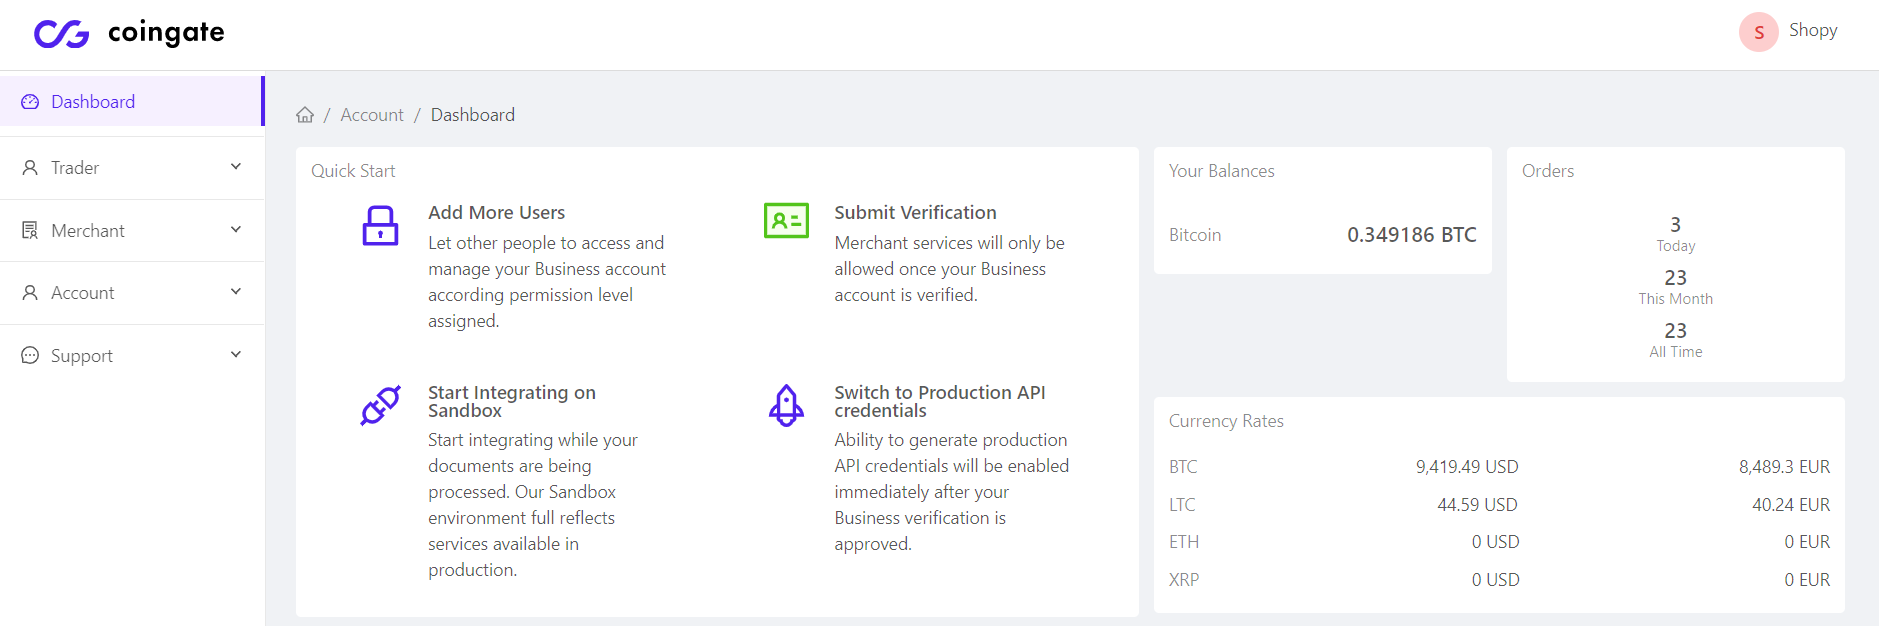 coingate
S
Shopy
Dashboard
Trader
Merchant
Account
Support
/ Account / Dashboard
Quick Start
Add More Users
Let other people to access and
manage your Business account
according permission level
assigned.
Submit Verification
Merchant services will only be
allowed once your Business
account is verified.
Start Integrating on
Sandbox
Start integrating while your
documents are being
processed. Our Sandbox
environment full reflects
services available in
production.
Switch to Production API
credentials
Ability to generate production
API credentials will be enabled
immediately after your
Business verification is
approved.
Your Balances
Bitcoin 0.349186 BTC
Orders
3
Today
23
This Month
23
All Time
Currency Rates
BTC 9,419.49 USD 8,489.3 EUR
LTC 44.59 USD 40.24 EUR
ETH 0 USD 0 EUR
XRP 0 USD 0 EUR